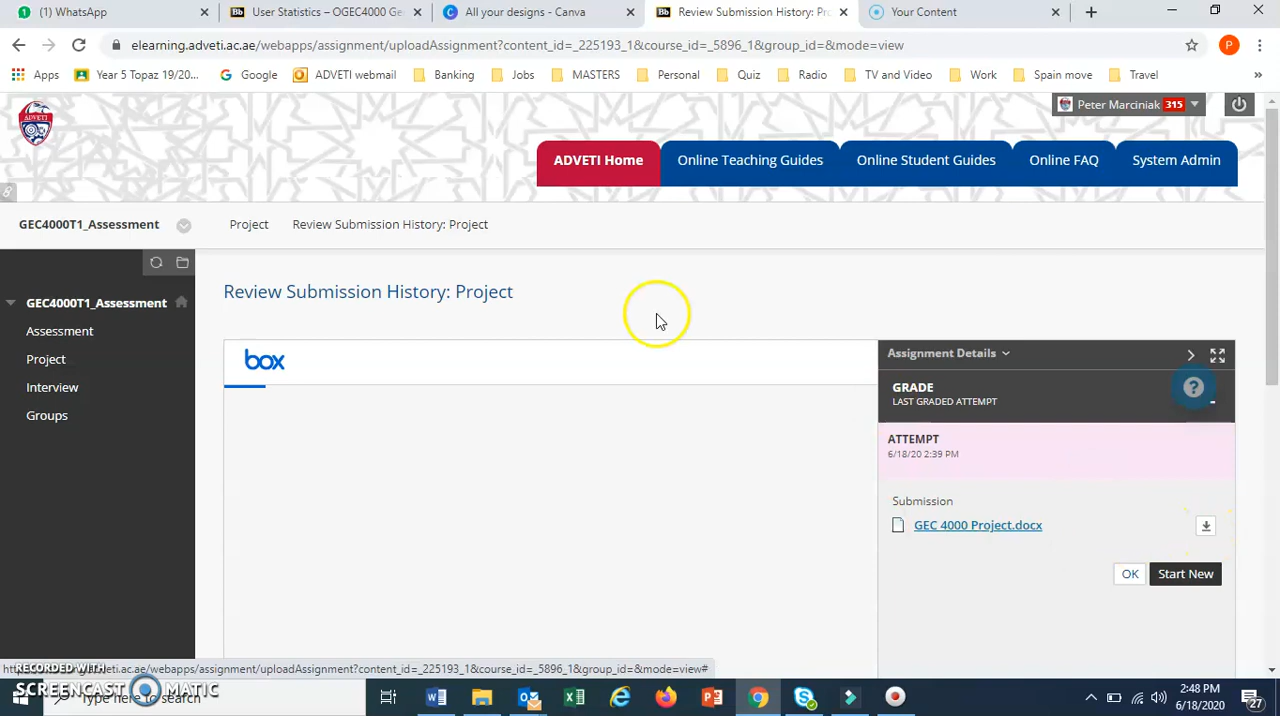 (1) WhatsApp
User Statistics – OGEC4000 Ge
All your designs - Canva
Review Submission History: Pro
Your Content
elearning.adveti.ac.ae/webapps/assignment/uploadAssignment?content_id=_225193_1&course_id=_5896_1&group_id=&mode=view
P
Apps
Year 5 Topaz 19/20...
Google
ADVETI webmail
Banking
Jobs
MASTERS
Personal
Quiz
Radio
TV and Video
Work
Spain move
Travel
»
ADVETI
Peter Marciniak 315
ADVETI Home
Online Teaching Guides
Online Student Guides
Online FAQ
System Admin
GEC4000T1_Assessment
Project
Review Submission History: Project
GEC4000T1_Assessment
Assessment
Project
Interview
Groups
Review Submission History: Project
box
Assignment Details
GRADE
LAST GRADED ATTEMPT
-
?
ATTEMPT
6/18/20 2:39 PM
Submission
GEC 4000 Project.docx
OK
Start New
.adveti.ac.ae/webapps/assignment/uploadAssignment?content_id=_225193_1&course_id=_5896_1&group_id=&mode=view#
RECORDED WITH
SCREENCAST MATIC
Type here to search
2:48 PM
6/18/2020
27